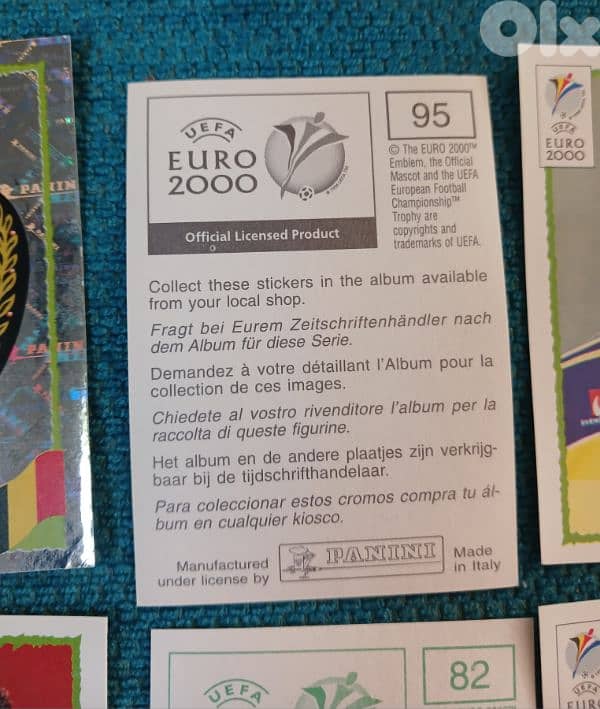 Olx
UEFA
EURO
2000
Official Licensed Product
95
© The EURO 2000™
Emblem, the Official
Mascot and the UEFA
European Football
Championship™
Trophy are
copyrights and
trademarks of UEFA.
Collect these stickers in the album available
from your local shop.
Fragt bei Eurem Zeitschriftenhändler nach
dem Album für diese Serie.
Demandez à votre détaillant l'Album pour la
collection de ces images.
Chiedete al vostro rivenditore l'album per la
raccolta di queste figurine.
Het album en de andere plaatjes zijn verkrijg-
baar bij de tijdschrifthandelaar.
Para coleccionar estos cromos compra tu ál-
bum en cualquier kiosco.
Manufactured
under license by
PANINI
Made
in Italy
PANIN
PANIN
UEFA
EURO
2000
UEFA
82
UEFA
EURO